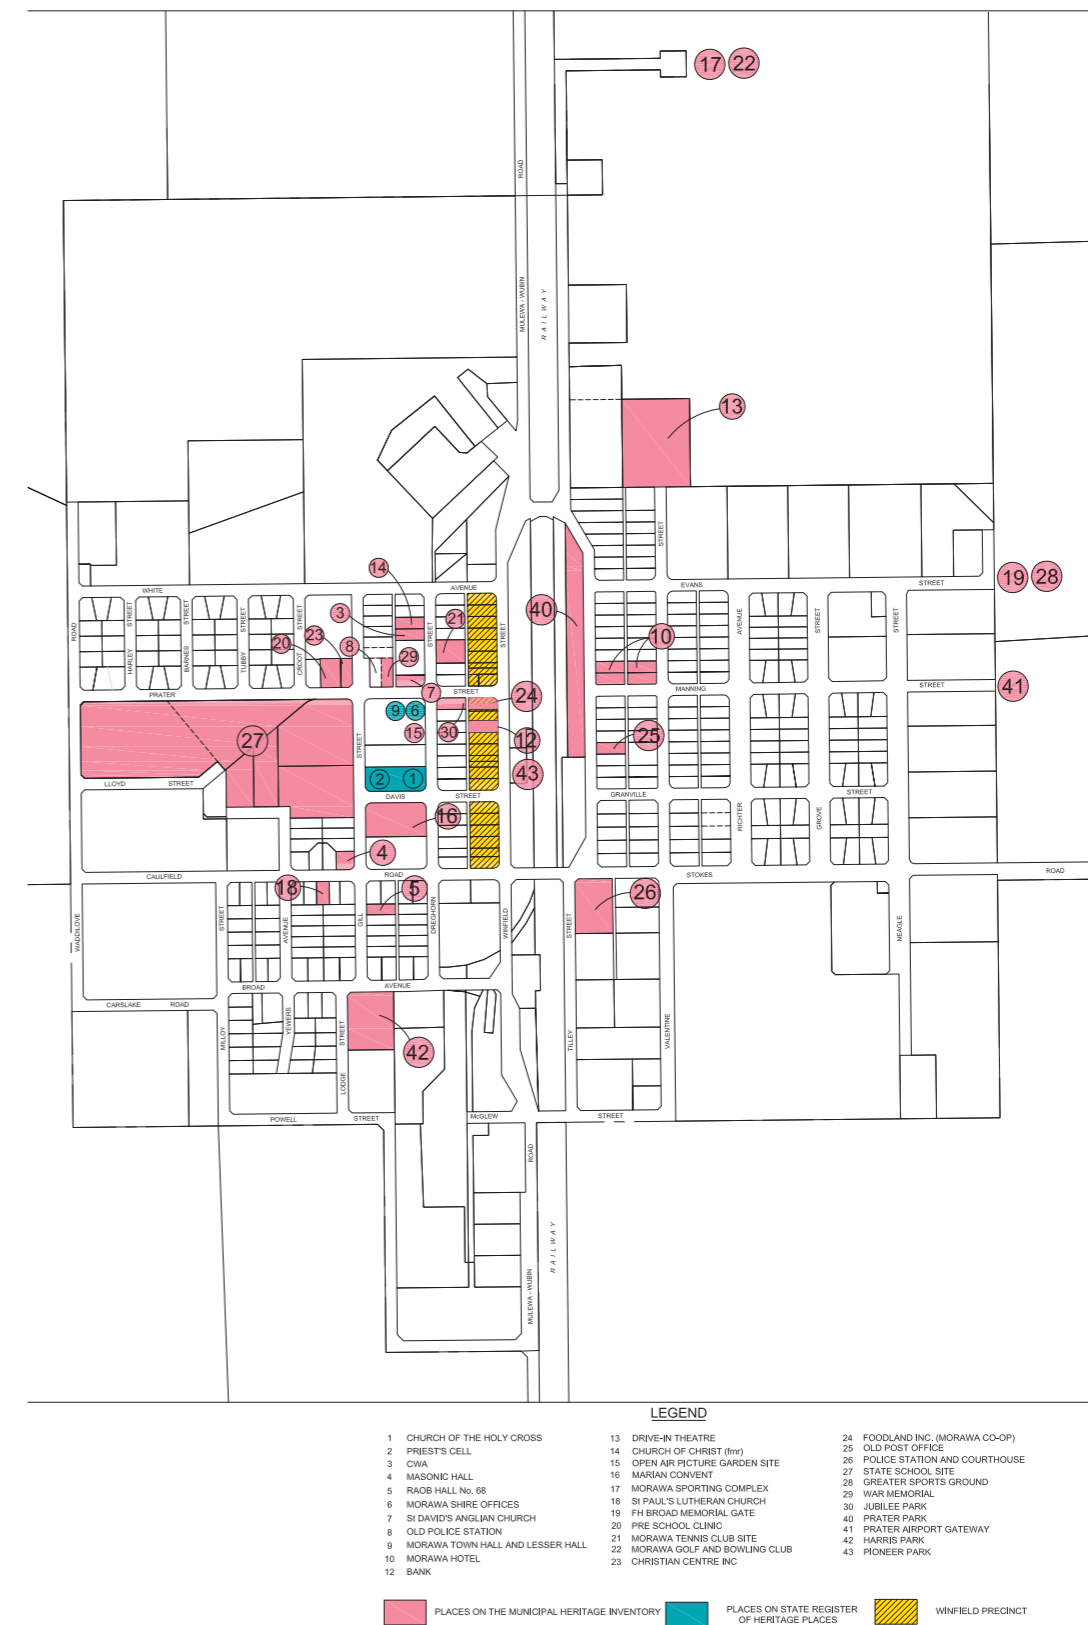 17 22
ROAD
MULEWA - WUBIN
RAILWAY
13
STREET
14
WHITE
AVENUE
EVANS
STREET
19 28
3
21
40
ROAD
HARLEY
STREET
BARNES
STREET
TUBBY
STREET
CROOT
STREET
20
23
8
29
STREET
STREET
10
AVENUE
STREET
STREET
7
PRATER
STREET
24
MANNING
STREET
41
9 6
15
30
12
25
27
STREET
43
2 1
LLOYD
STREET
DAVIS
STREET
GRANVILLE
STREET
16
RICHTER
GROVE
4
CAULFIELD
ROAD
STOKES
ROAD
18
5
26
WADDLOVE
STREET
AVENUE
GILL
DREGHORN
WINFIELD
STREET
NEAGLE
BROAD
AVENUE
CARSLAKE
ROAD
MILLOY
YEWERS
STREET
LODGE
42
TILLEY
VALENTINE
POWELL
STREET
McGLEW
STREET
ROAD
RAILWAY
MULEWA - WUBIN
LEGEND
1 CHURCH OF THE HOLY CROSS
2 PRIEST'S CELL
3 CWA
4 MASONIC HALL
5 RAOB HALL No. 68
6 MORAWA SHIRE OFFICES
7 St DAVID'S ANGLIAN CHURCH
8 OLD POLICE STATION
9 MORAWA TOWN HALL AND LESSER HALL
10 MORAWA HOTEL
12 BANK
13 DRIVE-IN THEATRE
14 CHURCH OF CHRIST (fmr)
15 OPEN AIR PICTURE GARDEN SITE
16 MARIAN CONVENT
17 MORAWA SPORTING COMPLEX
18 St PAUL'S LUTHERAN CHURCH
19 FH BROAD MEMORIAL GATE
20 PRE SCHOOL CLINIC
21 MORAWA TENNIS CLUB SITE
22 MORAWA GOLF AND BOWLING CLUB
23 CHRISTIAN CENTRE INC
24 FOODLAND INC. (MORAWA CO-OP)
25 OLD POST OFFICE
26 POLICE STATION AND COURTHOUSE
27 STATE SCHOOL SITE
28 GREATER SPORTS GROUND
29 WAR MEMORIAL
30 JUBILEE PARK
40 PRATER PARK
41 PRATER AIRPORT GATEWAY
42 HARRIS PARK
43 PIONEER PARK
PLACES ON THE MUNICIPAL HERITAGE INVENTORY
PLACES ON STATE REGISTER
OF HERITAGE PLACES
WINFIELD PRECINCT